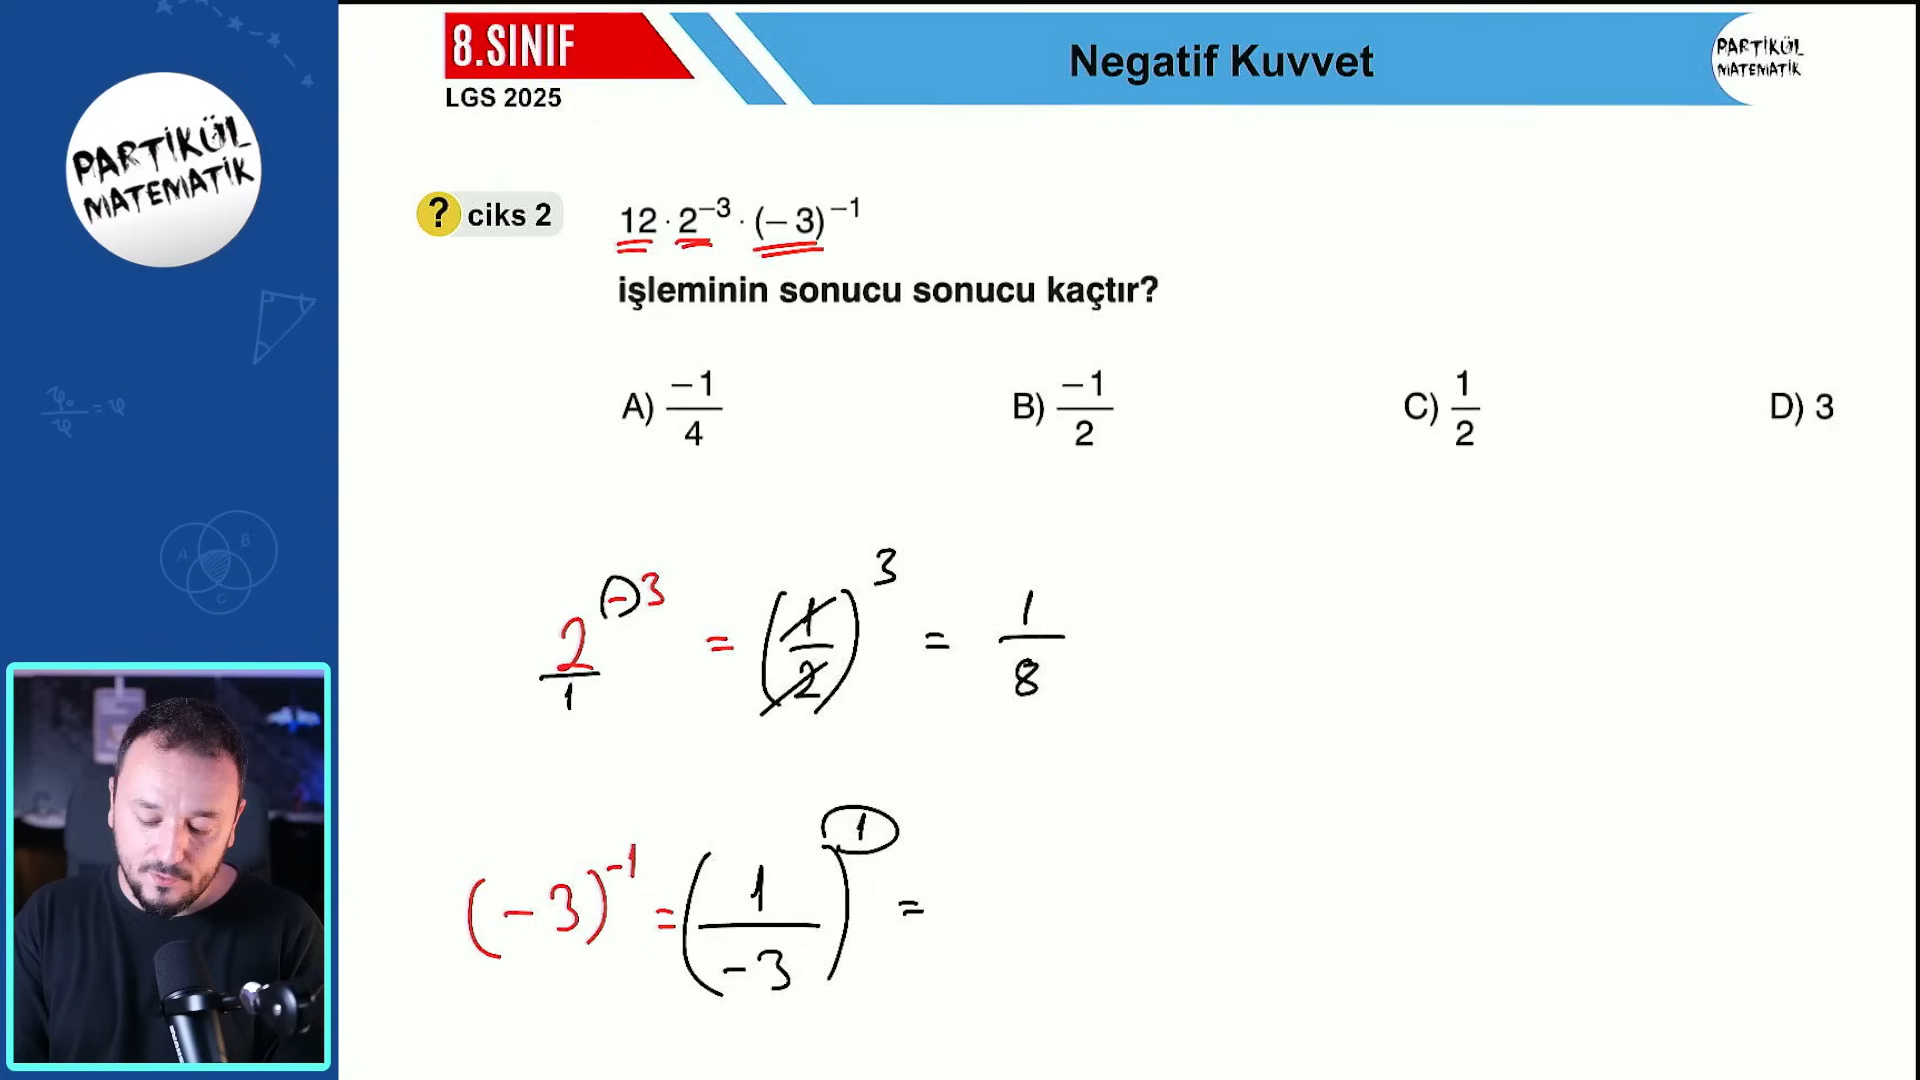 8.SINIF
LGS 2025
Negatif Kuvvet
PARTİKÜL
MATEMATİK
PARTİKÜL
MATEMATİK
? ciks 2
12 · 2⁻³ · (−3)⁻¹
işleminin sonucu sonucu kaçtır?
A) −1/4 B) −1/2 C) 1/2 D) 3
2/1⁻³ = (1/2)³ = 1/8
(−3)⁻¹ = (1/−3)¹ =
A B
C